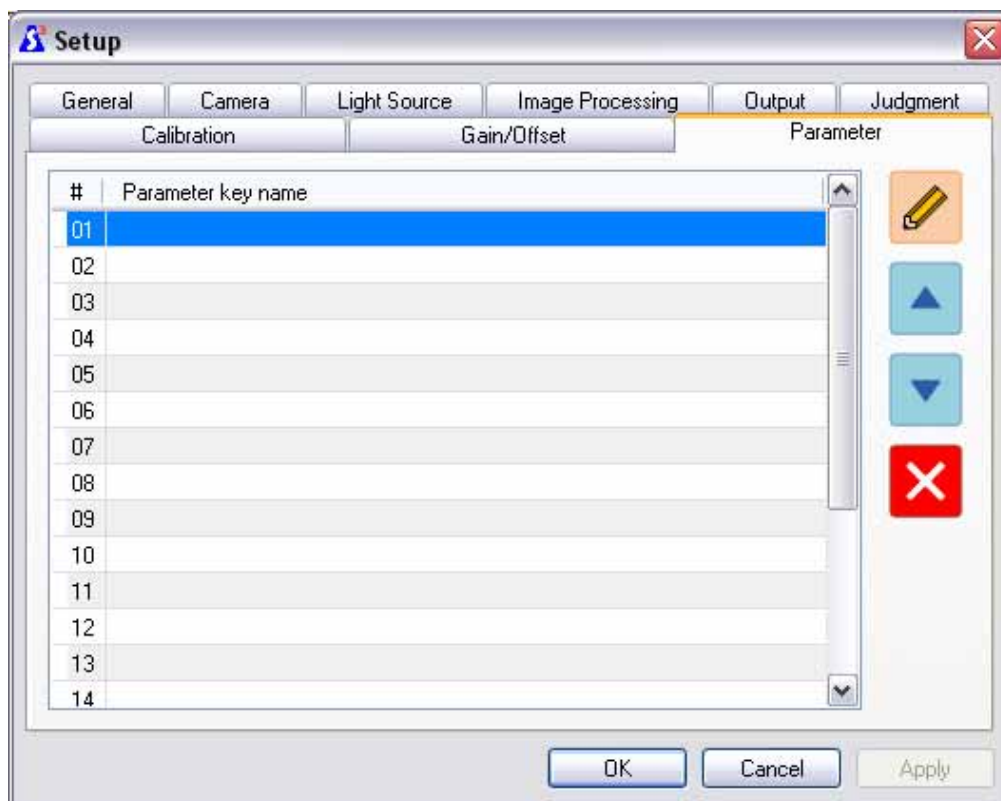 Setup
General Camera Light Source Image Processing Output Judgment
Calibration Gain/Offset Parameter
# Parameter key name
01
02
03
04
05
06
07
08
09
10
11
12
13
14
OK Cancel Apply